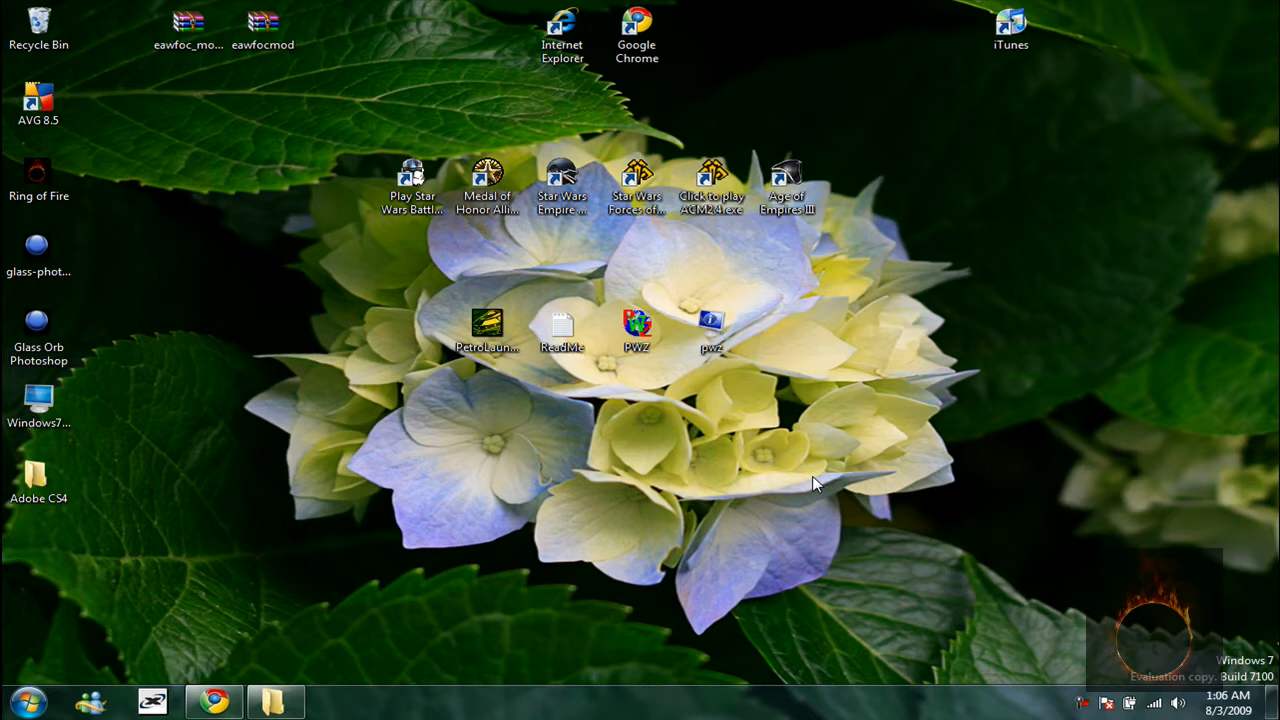 Recycle Bin
eawfoc_mo...
eawfocmod
Internet
Explorer
Google
Chrome
iTunes
AVG 8.5
Ring of Fire
Play Star
Wars Battl...
Medal of
Honor Alli...
Star Wars
Empire ...
Star Wars
Forces of...
Click to play
ACM2.4.exe
Age of
Empires III
glass-phot...
Glass Orb
Photoshop
PetroLaun...
ReadMe
PWZ
pwz
Windows7...
Adobe CS4
Windows 7
Evaluation copy. Build 7100
1:06 AM
8/3/2009